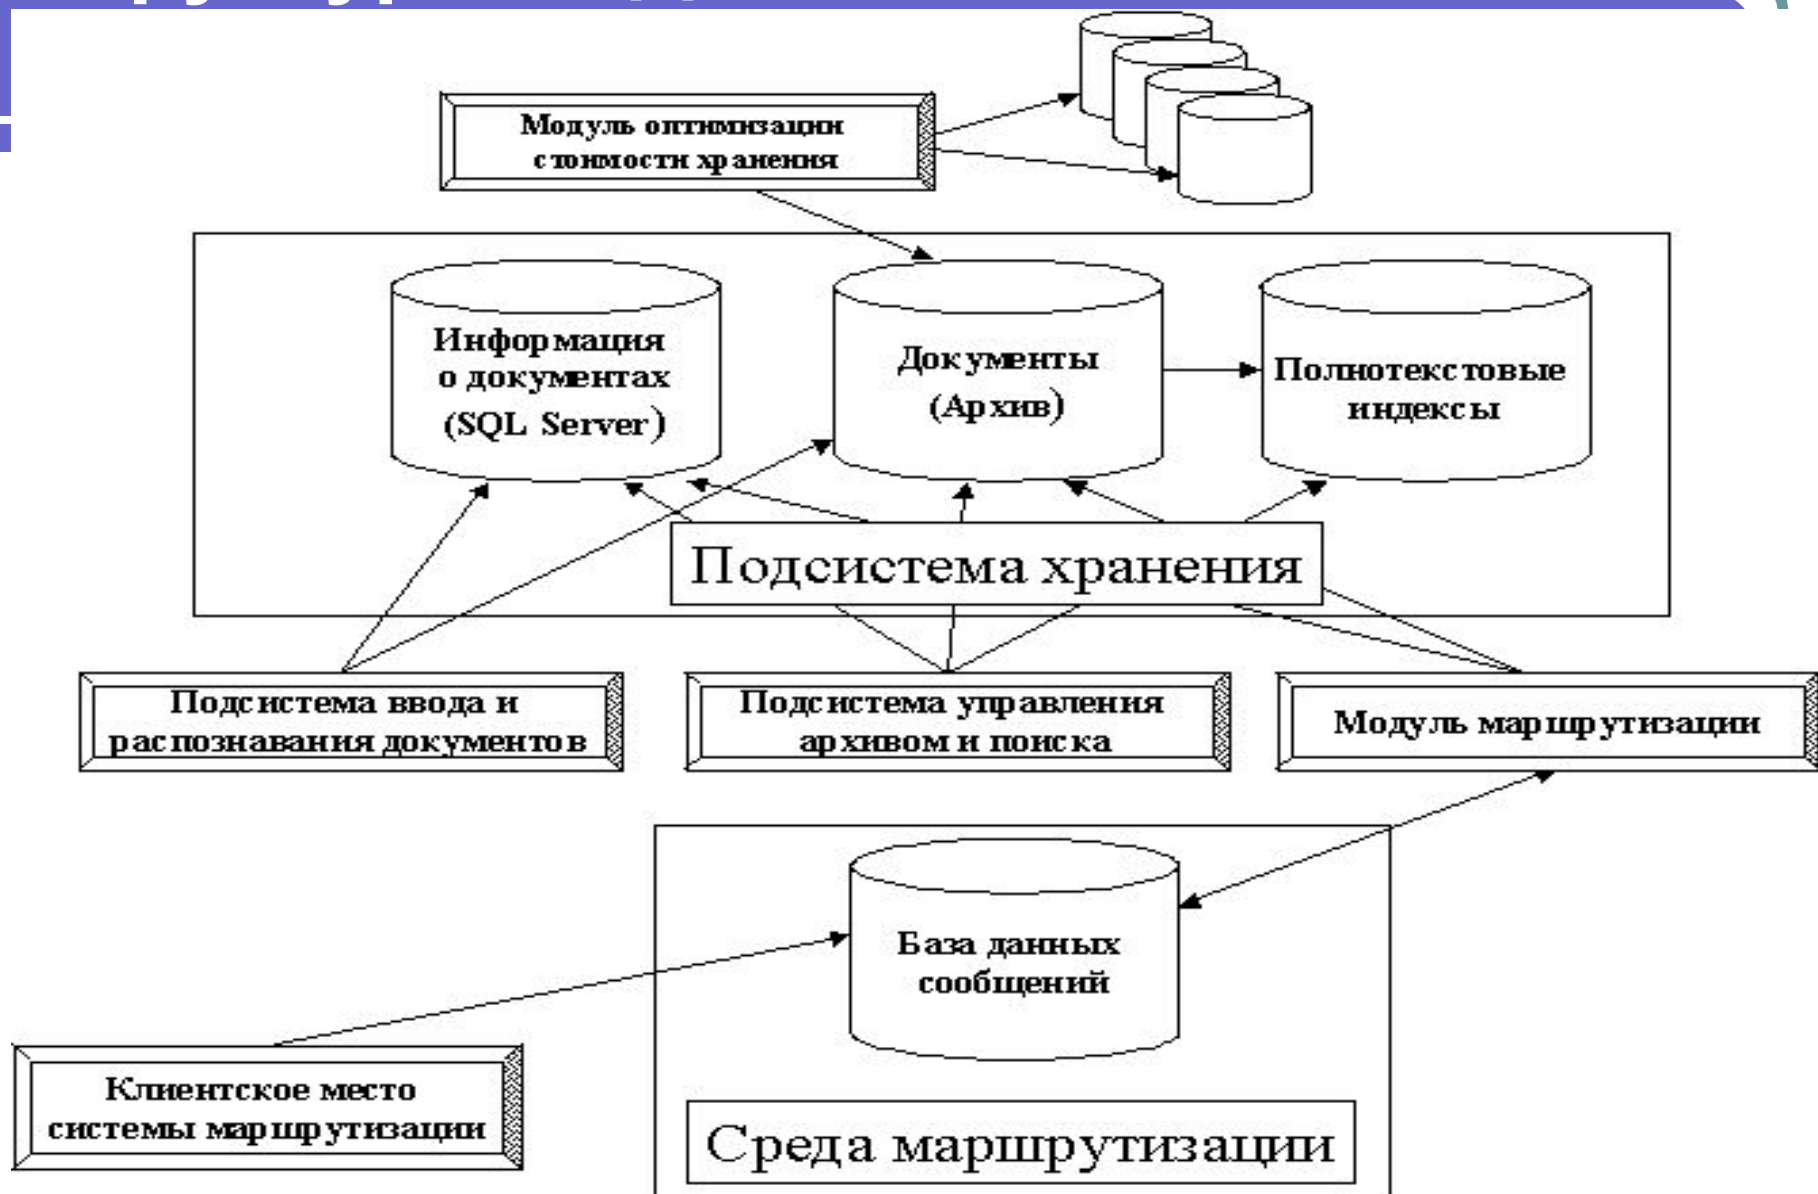 Модуль оптимизации
стоимости хранения
Информация
о документах
(SQL Server)
Документы
(Архив)
Полнотекстовые
индексы
Подсистема хранения
Подсистема ввода и
распознавания документов
Подсистема управления
архивом и поиска
Модуль маршрутизации
База данных
сообщений
Клиентское место
системы маршрутизации
Среда маршрутизации